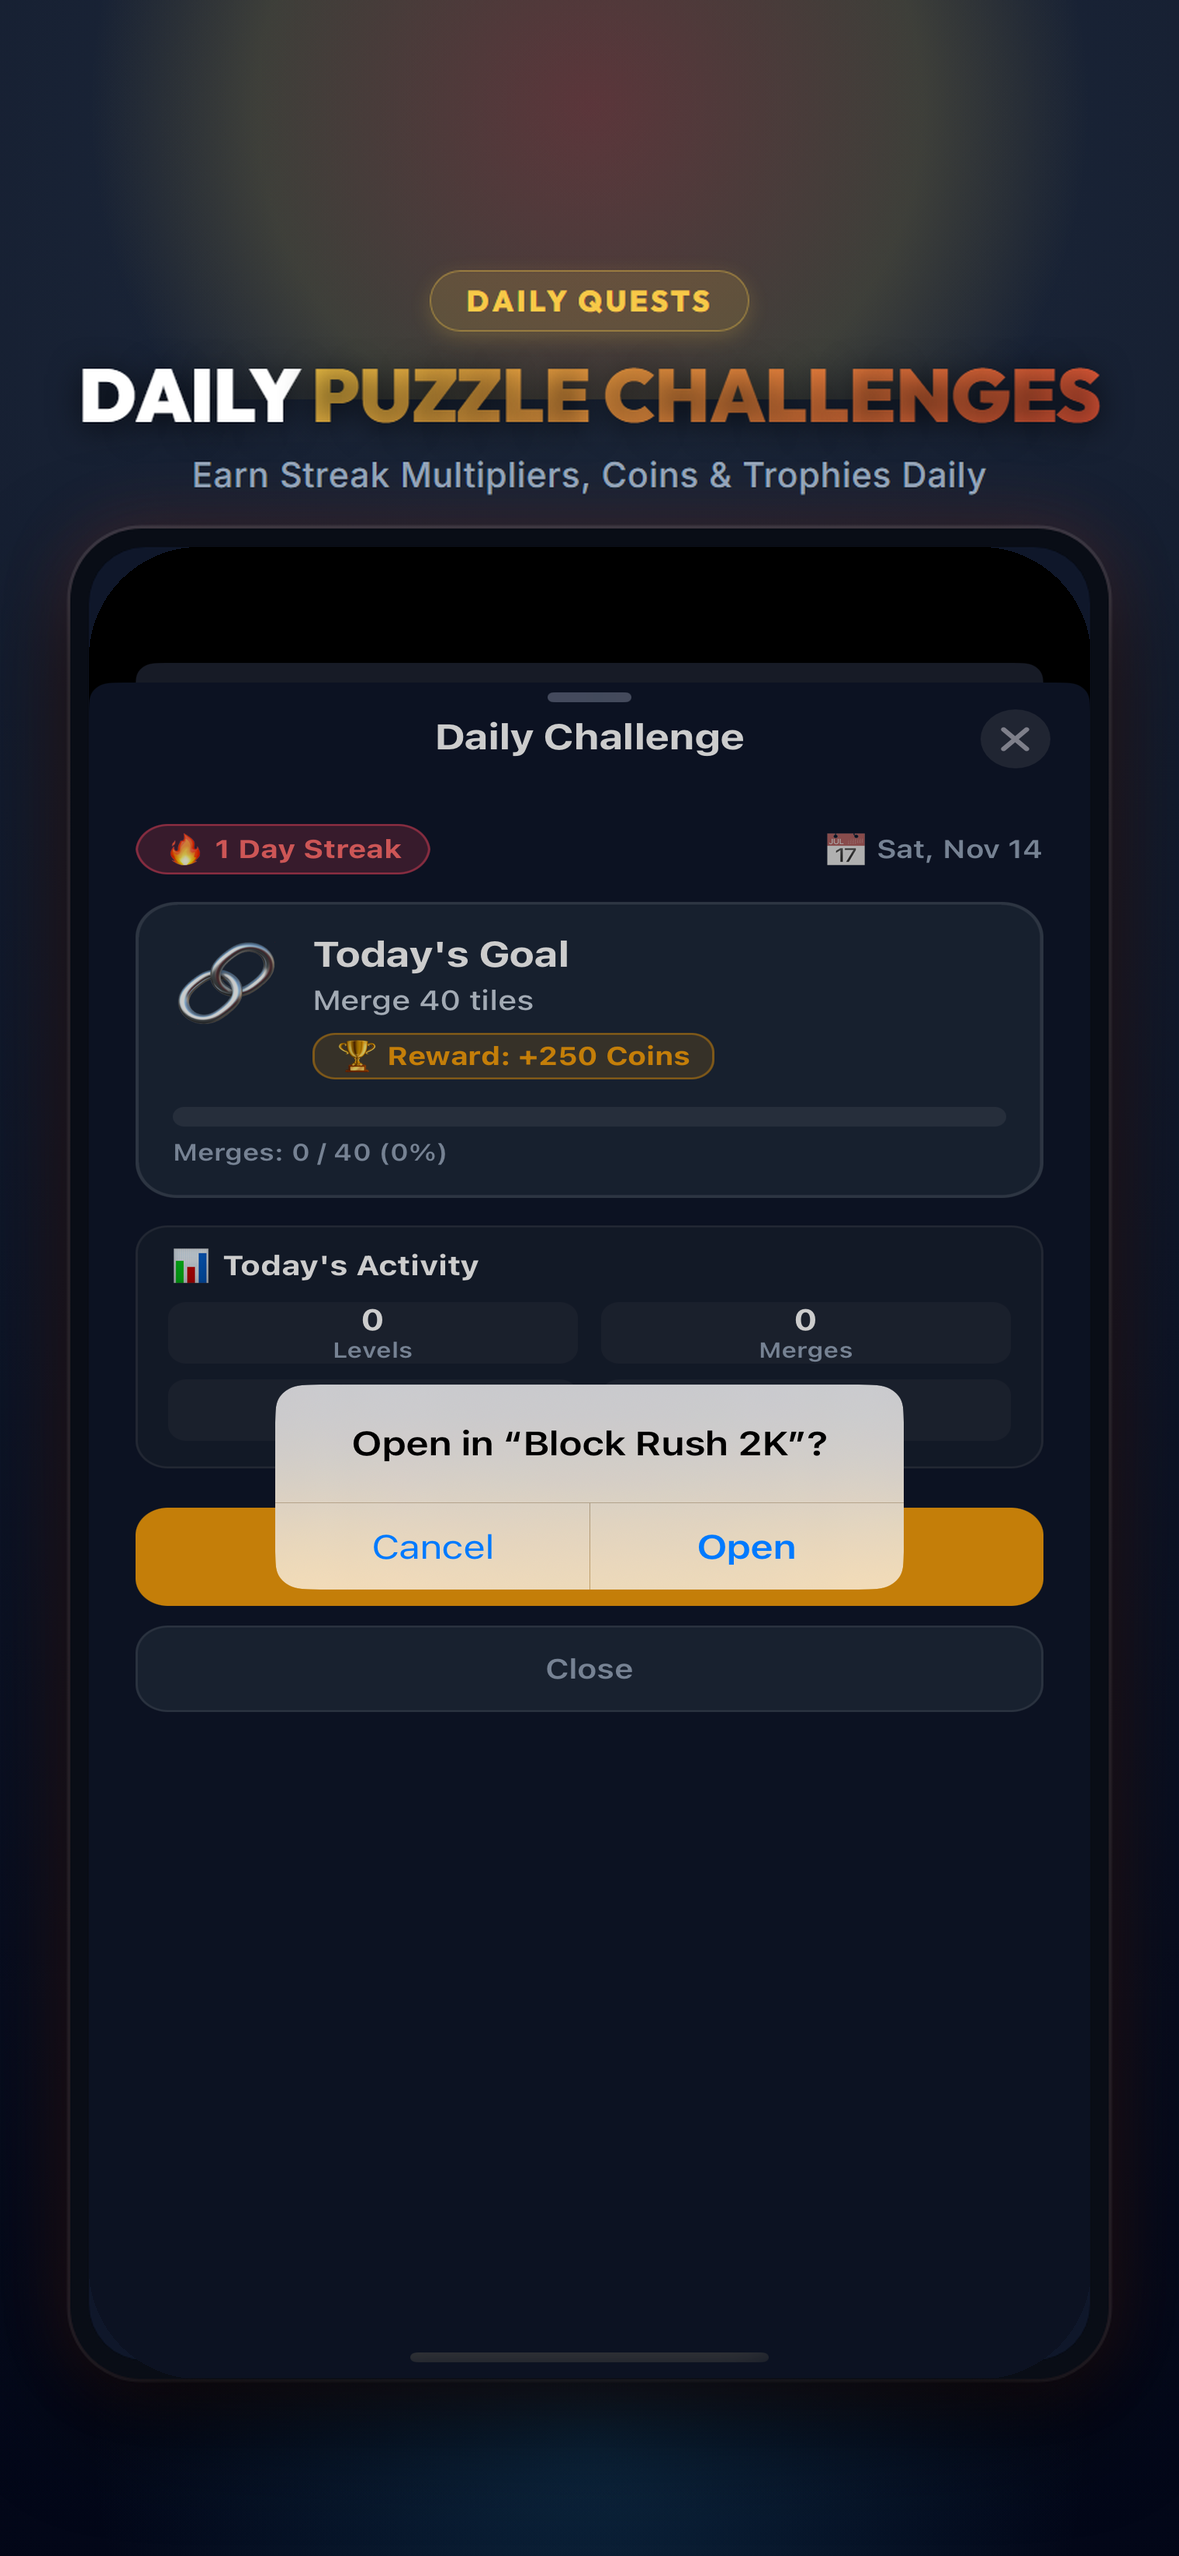 DAILY QUESTS
DAILY PUZZLE CHALLENGES
Earn Streak Multipliers, Coins & Trophies Daily
Daily Challenge
🔥 1 Day Streak
JUL 17 Sat, Nov 14
Today's Goal
Merge 40 tiles
🏆 Reward: +250 Coins
Merges: 0 / 40 (0%)
📊 Today's Activity
0 0
Levels Merges
Open in “Block Rush 2K”?
Cancel Open
Close